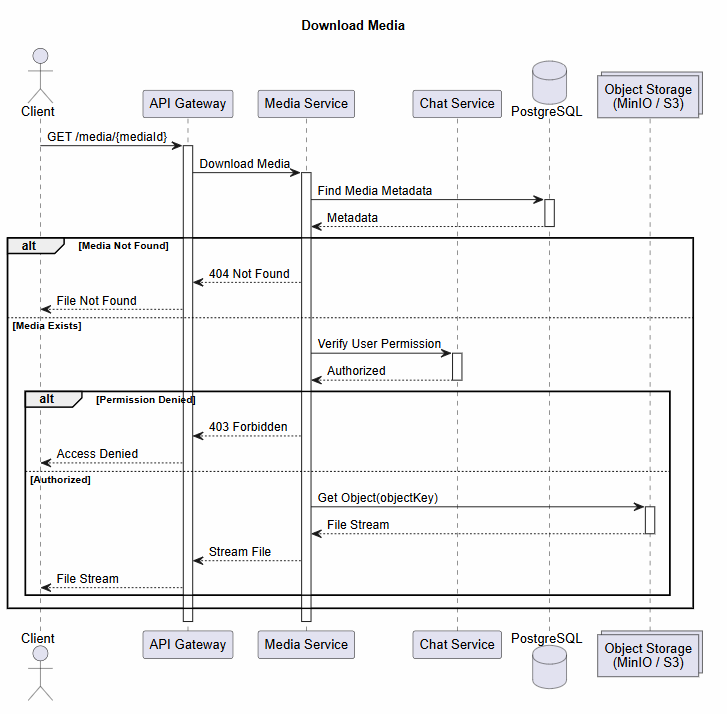 Download Media
Client
API Gateway
Media Service
Chat Service
PostgreSQL
Object Storage
(MinIO / S3)
GET /media/{mediaId}
Download Media
Find Media Metadata
Metadata
alt
[Media Not Found]
404 Not Found
File Not Found
[Media Exists]
Verify User Permission
Authorized
alt
[Permission Denied]
403 Forbidden
Access Denied
[Authorized]
Get Object(objectKey)
File Stream
Stream File
File Stream
Client
API Gateway
Media Service
Chat Service
PostgreSQL
Object Storage
(MinIO / S3)